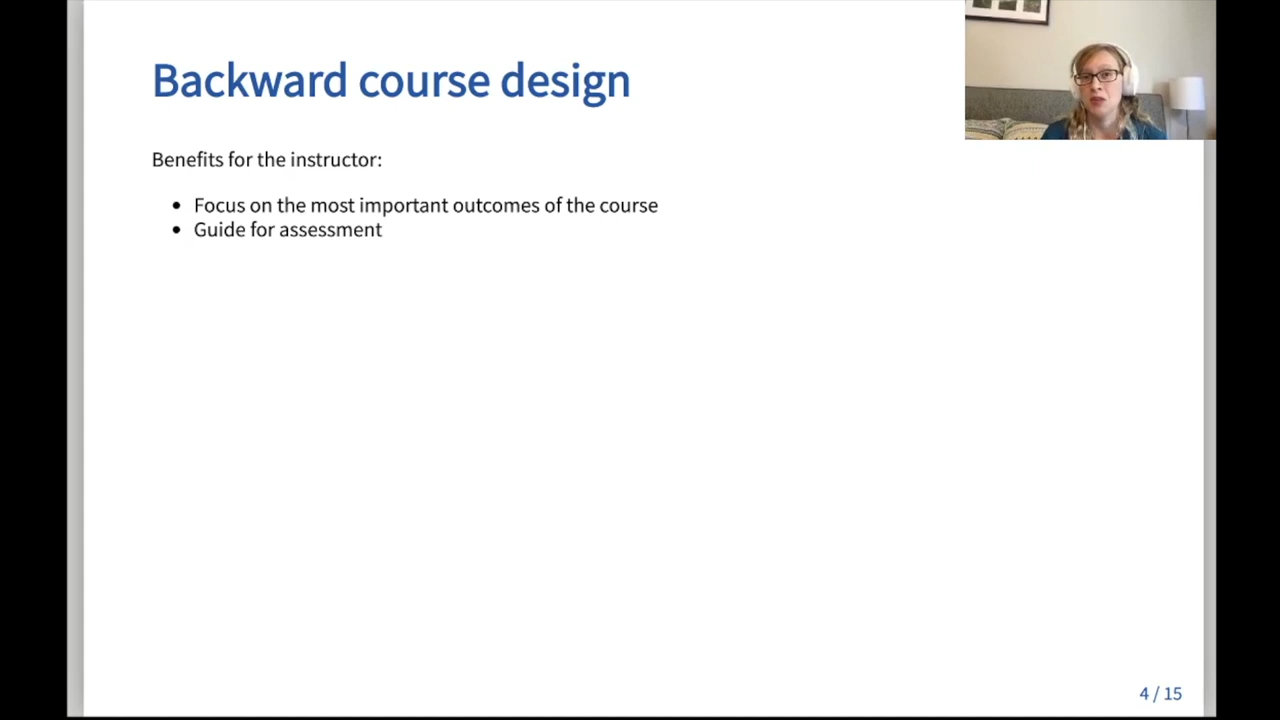 Backward course design
Benefits for the instructor:
• Focus on the most important outcomes of the course
• Guide for assessment
4 / 15